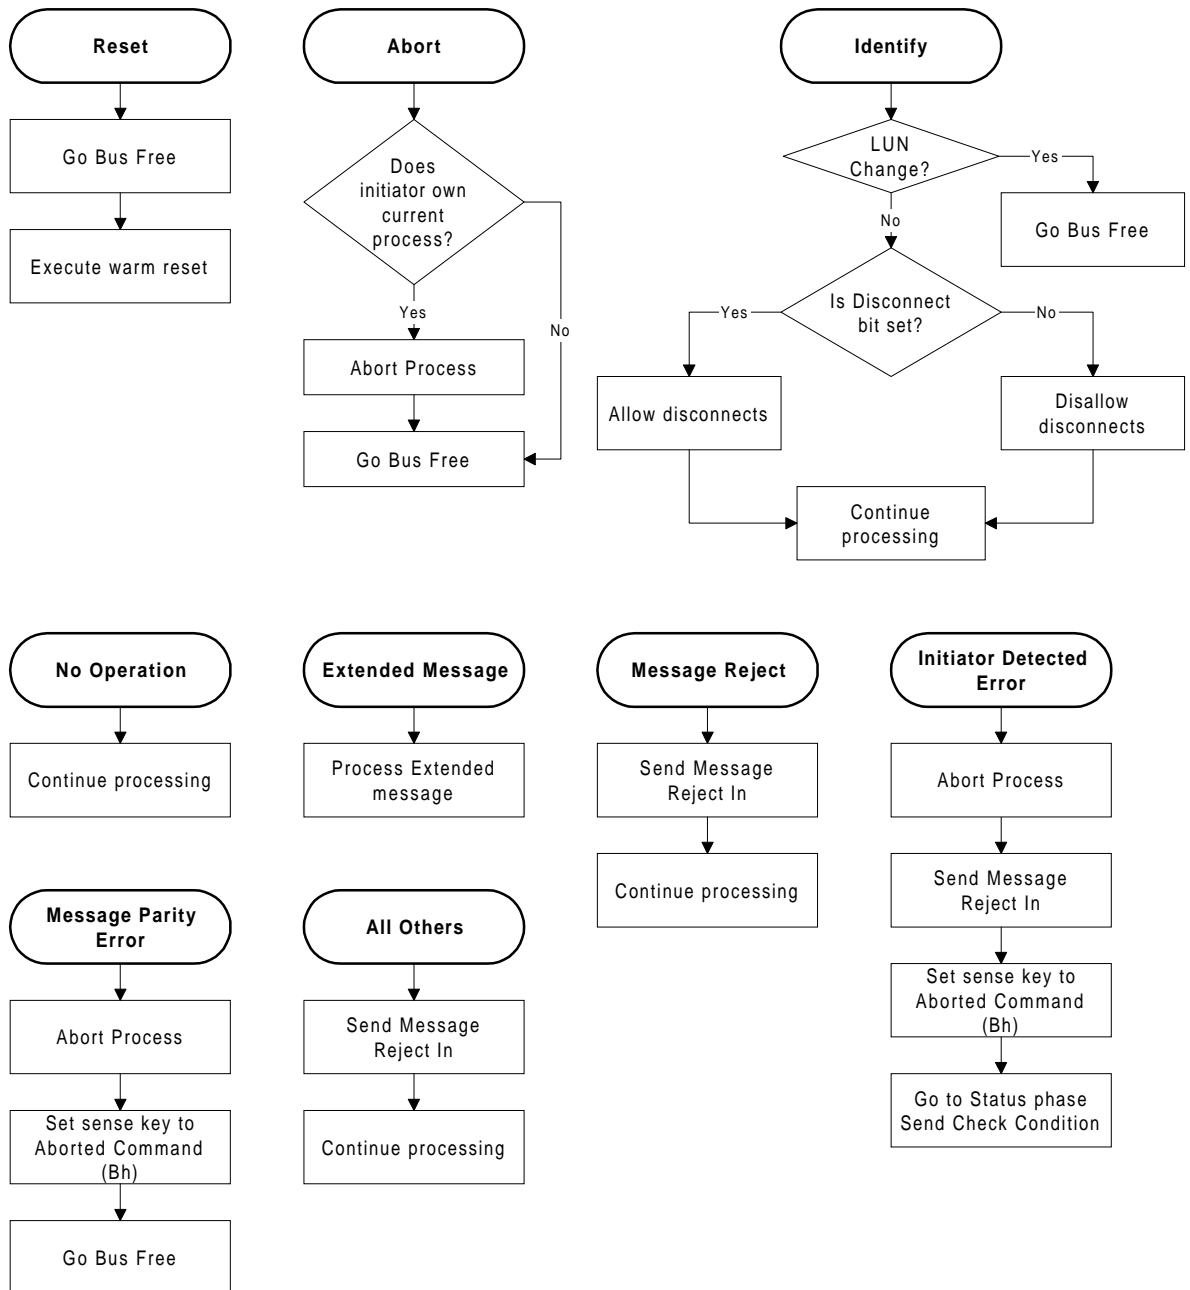 Reset
Go Bus Free
Execute warm reset
Abort
Does
initiator own
current
process?
Yes
No
Abort Process
Go Bus Free
Identify
LUN
Change?
Yes
Go Bus Free
No
Is Disconnect
bit set?
Yes
No
Allow disconnects
Disallow
disconnects
Continue
processing
No Operation
Continue processing
Extended Message
Process Extended
message
Message Reject
Send Message
Reject In
Continue processing
Initiator Detected
Error
Abort Process
Send Message
Reject In
Set sense key to
Aborted Command
(Bh)
Go to Status phase
Send Check Condition
Message Parity
Error
Abort Process
Set sense key to
Aborted Command
(Bh)
Go Bus Free
All Others
Send Message
Reject In
Continue processing